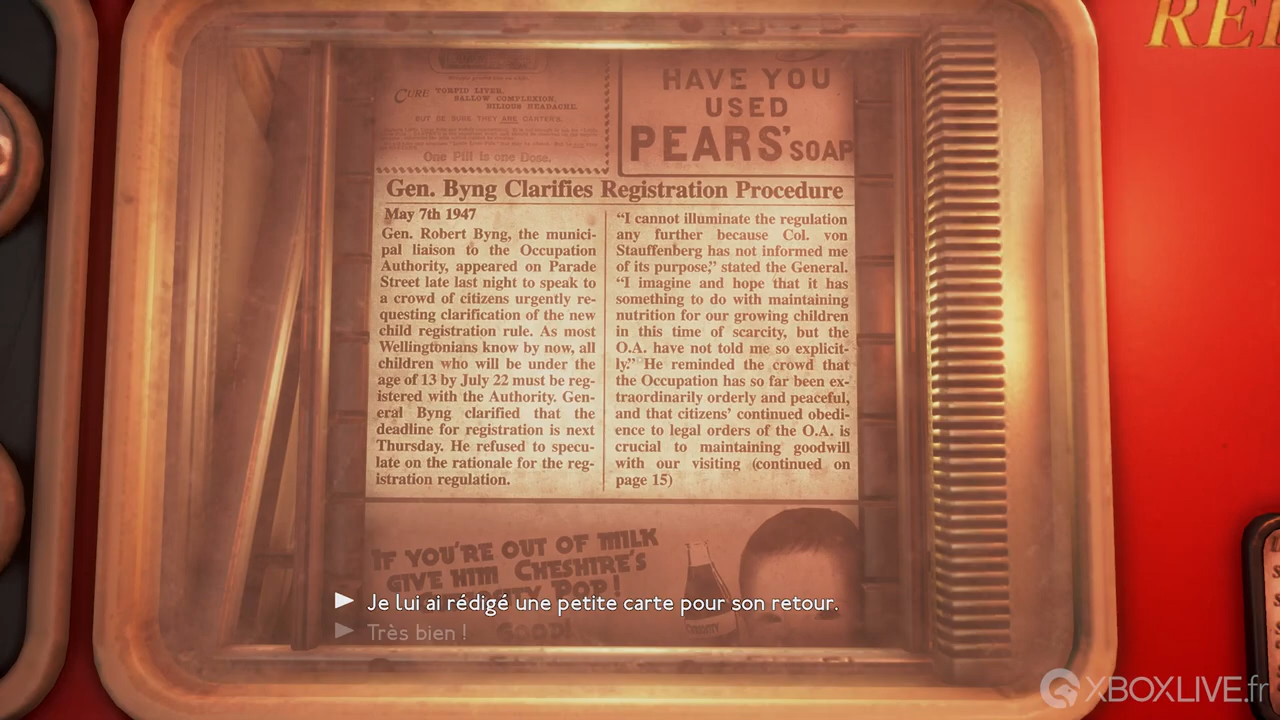 RE
CURE TORPID LIVER,
SALLOW COMPLEXION,
BILIOUS HEADACHE.
BUT BE SURE THEY ARE CARTER'S.
One Pill is one Dose.
HAVE YOU
USED
PEARS' SOAP
Gen. Byng Clarifies Registration Procedure
May 7th 1947
Gen. Robert Byng, the munici-
pal liaison to the Occupation
Authority, appeared on Parade
Street late last night to speak to
a crowd of citizens urgently re-
questing clarification of the new
child registration rule. As most
Wellingtonians know by now, all
children who will be under the
age of 13 by July 22 must be reg-
istered with the Authority. Gen-
eral Byng clarified that the
deadline for registration is next
Thursday. He refused to specu-
late on the rationale for the reg-
istration regulation.
“I cannot illuminate the regulation
any further because Col. von
Stauffenberg has not informed me
of its purpose,” stated the General.
“I imagine and hope that it has
something to do with maintaining
nutrition for our growing children
in this time of scarcity, but the
O.A. have not told me so explicit-
ly.” He reminded the crowd that
the Occupation has so far been ex-
traordinarily orderly and peaceful,
and that citizens’ continued obedi-
ence to legal orders of the O.A. is
crucial to maintaining goodwill
with our visiting (continued on
page 15)
IF YOU'RE OUT OF MILK
GIVE HIM CHESHIRE'S
POP!
GOOD!
Je lui ai rédigé une petite carte pour son retour.
Très bien !
XBOXLIVE.fr